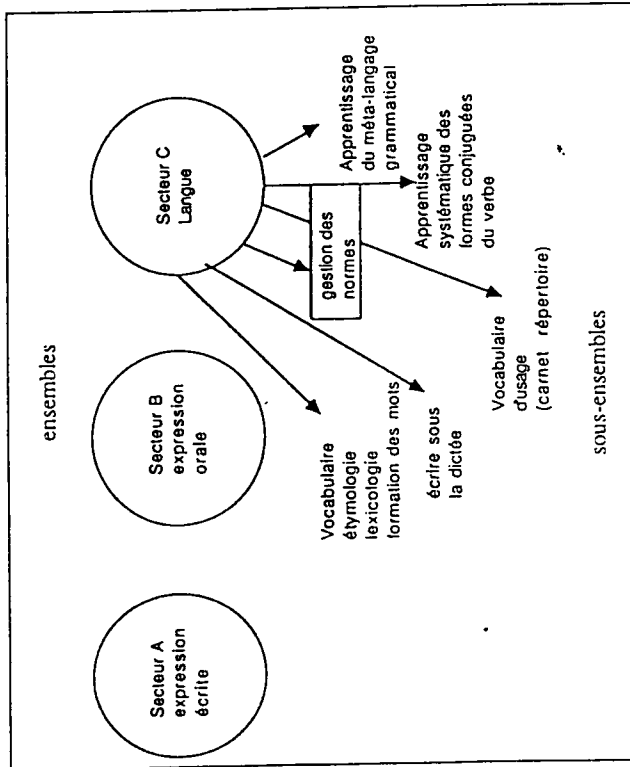 ensembles
Secteur A
expression
écrite
Secteur B
expression
orale
Secteur C
Langue
Vocabulaire
étymologie
lexicologie
formation des mots
écrire sous
la dictée
gestion des
normes
Vocabulaire
d'usage
(carnet répertoire)
Apprentissage
systématique des
formes conjuguées
du verbe
Apprentissage
du méta-langage
grammatical
sous-ensembles